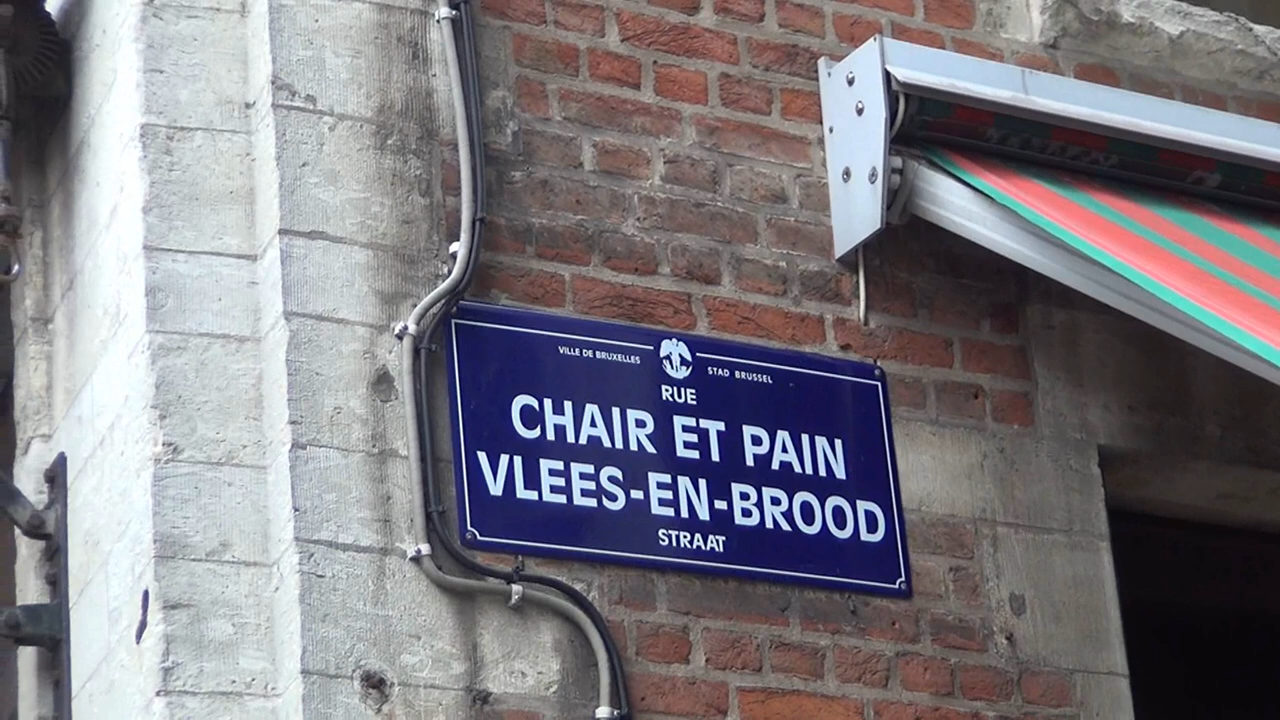 VILLE DE BRUXELLES STAD BRUSSEL
RUE
CHAIR ET PAIN
VLEES-EN-BROOD
STRAAT